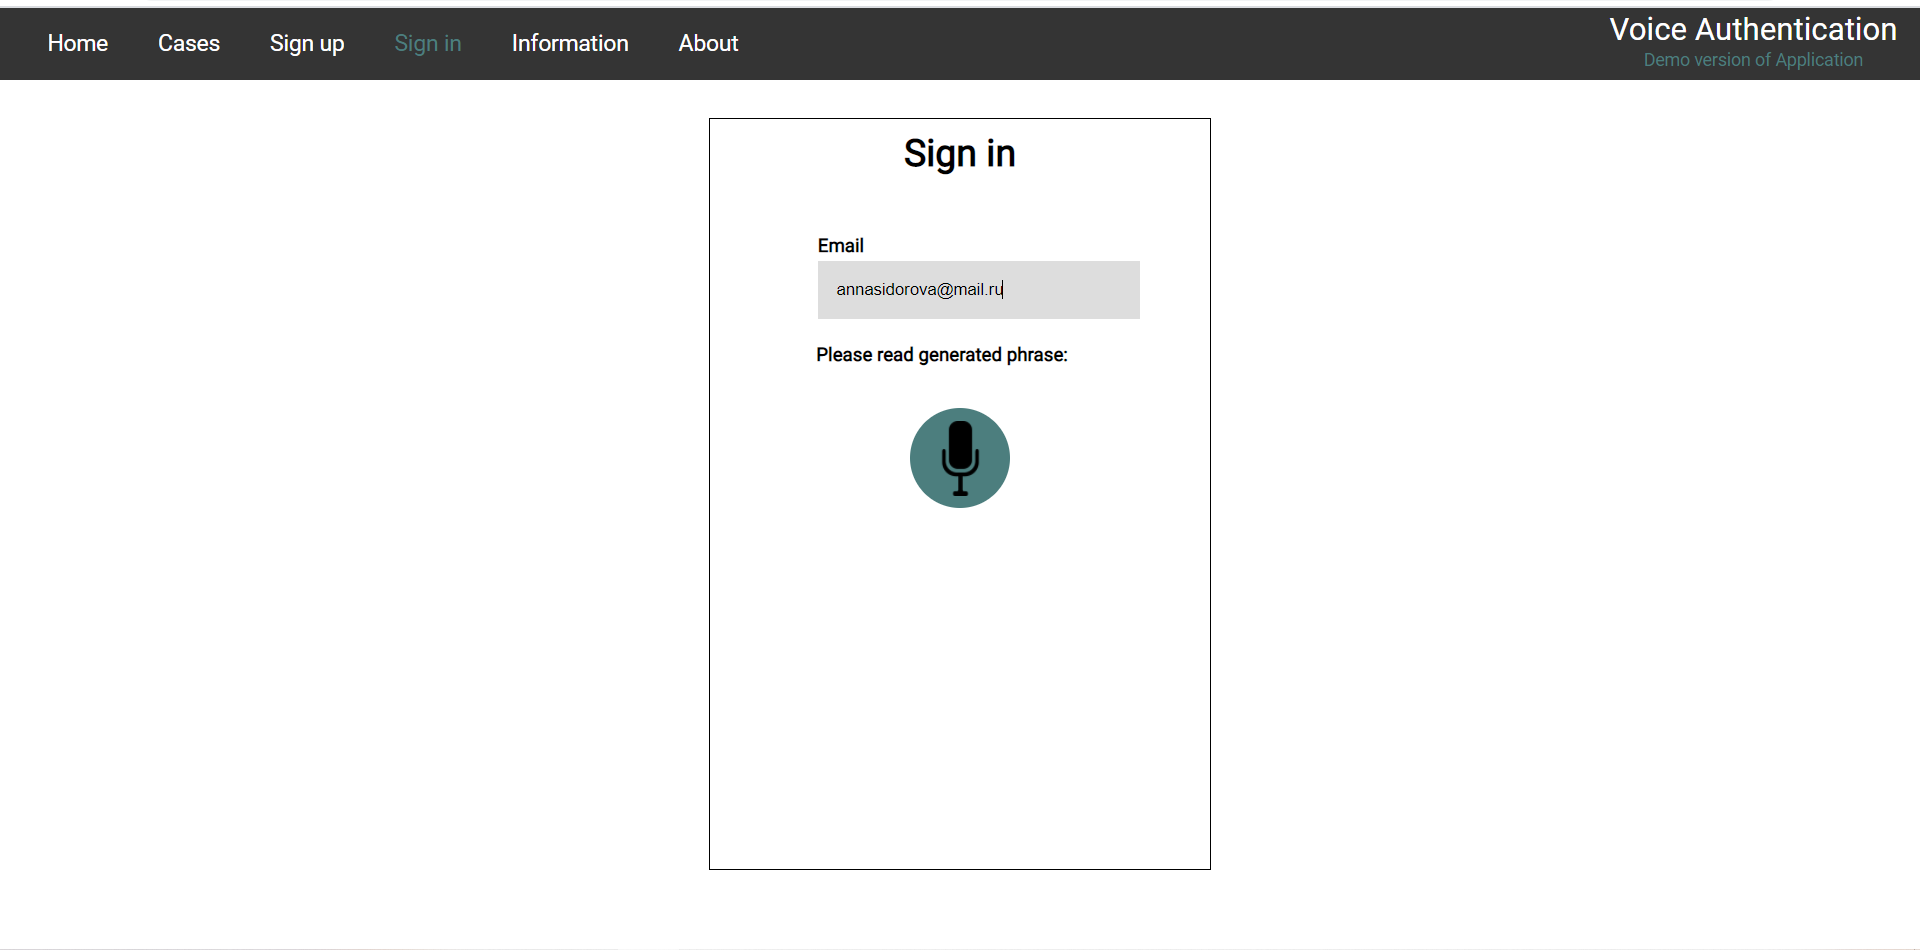 Home Cases Sign up Sign in Information About
Voice Authentication
Demo version of Application
Sign in
Email
annasidorova@mail.ru
Please read generated phrase: